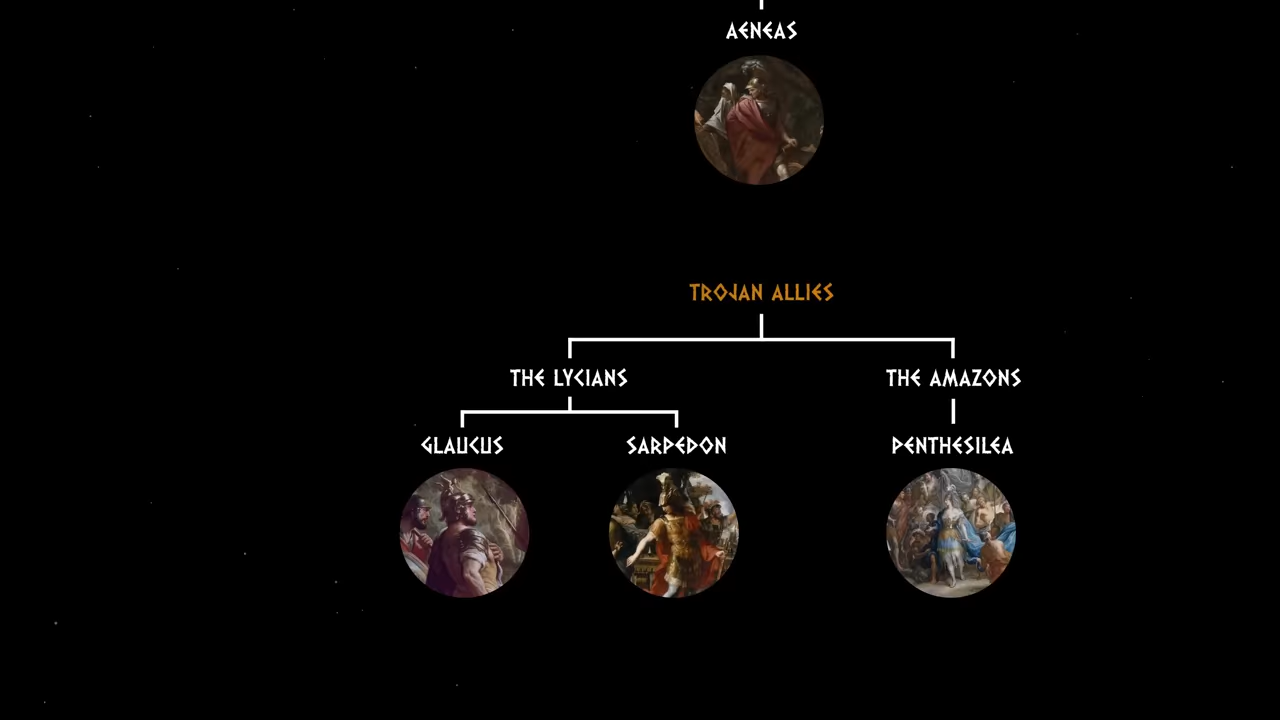 AENEAS
TROJAN ALLIES
THE LYCIANS
THE AMAZONS
GLAUCUS
SARPEDON
PENTHESILEA